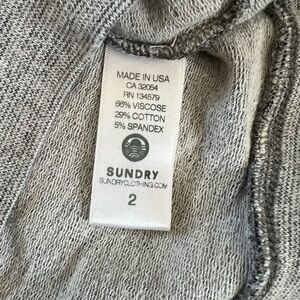 MADE IN USA
CA 32054
RN 134579
66% VISCOSE
29% COTTON
5% SPANDEX
SUNDRY
SUNDRYCLOTHING.COM
2